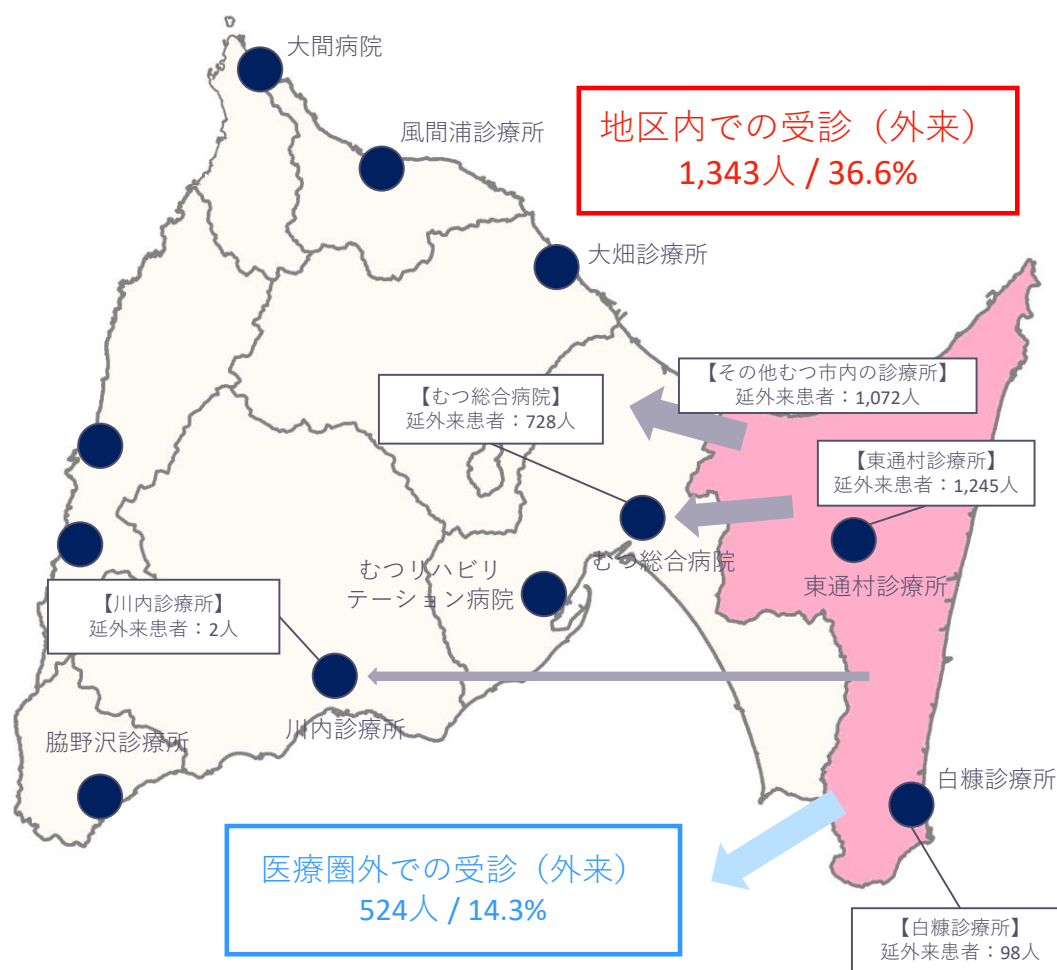 大間病院
風間浦診療所
地区内での受診（外来）
1,343人 / 36.6%
大畑診療所
【その他むつ市内の診療所】
延外来患者：1,072人
【むつ総合病院】
延外来患者：728人
【東通村診療所】
延外来患者：1,245人
むつ総合病院
東通村診療所
むつリハビリ
テーション病院
【川内診療所】
延外来患者：2人
川内診療所
脇野沢診療所
白糠診療所
医療圏外での受診（外来）
524人 / 14.3%
【白糠診療所】
延外来患者：98人